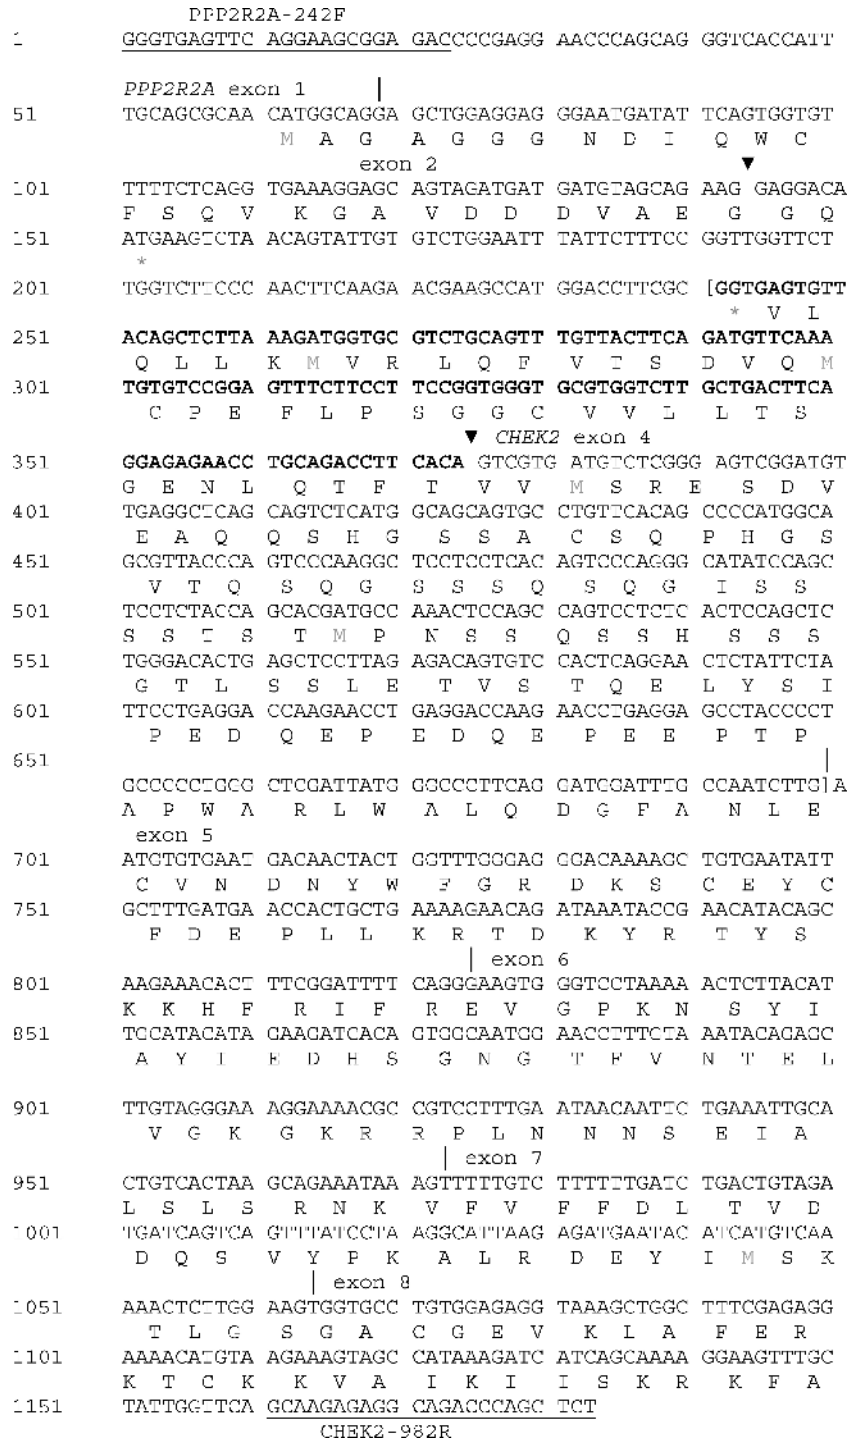 PPP2R2A-242F
1 GGGTGAGTTC AGGAAGCGGA GACCCCGAGG AACCCAGCAG GGTCACCATT
PPP2R2A exon 1 |
51 TGCAGCGCAA CATGGCAGGA GCTGGAGGAG GGAATGATAT TCAGTGGTGT
M A G A G G G N D I Q W C
exon 2 ▼
101 TTTTCTCAGG TGAAAGGAGC AGTAGATGAT GATGTAGCAG AAG GAGGACA
F S Q V K G A V D D D V A E G G Q
151 ATGAAGTCTA ACAGTATTGT GTCTGGAATT TATTCTTTCC GGTTGGTTCT
*
201 TGGTCTTCCC AACTTCAAGA ACGAAGCCAT GGACCTTCGC [GGTGAGTGTT
* V L
251 ACAGCTCTTA AAGATGGTGC GTCTGCAGTT TGTTACTTCA GATGTTCAAA
Q L L K M V R L Q F V T S D V Q M
301 TGTGTCCGGA GTTTCTTCCT TCCGGTGGGT GCGTGGTCTT GCTGACTTCA
C P E F L P S G G C V V L L T S
▼ CHEK2 exon 4
351 GGAGAGAACC TGCAGACCTT CACA GTCGTG ATGTCTCGGG AGTCGGATGT
G E N L Q T F T V V M S R E S D V
401 TGAGGCTCAG CAGTCTCATG GCAGCAGTGC CTGTTCACAG CCCCATGGCA
E A Q Q S H G S S A C S Q P H G S
451 GCGTTACCCA GTCCCAAGGC TCCTCCTCAC AGTCCCAGGG CATATCCAGC
V T Q S Q G S S S Q S Q G I S S
501 TCCTCTACCA GCACGATGCC AAACTCCAGC CAGTCCTCTC ACTCCAGCTC
S S T S T M P N S S Q S S H S S S
551 TGGGACACTG AGCTCCTTAG AGACAGTGTC CACTCAGGAA CTCTATTCTA
G T L S S L E T V S T Q E L Y S I
601 TTCCTGAGGA CCAAGAACCT GAGGACCAAG AACCTGAGGA GCCTACCCCT
P E D Q E P E D Q E P E E P T P
651 |
GCCCCCTGGG CTCGATTATG GGCCCTTCAG GATGGATTTG CCAATCTTG]A
A P W A R L W A L Q D G F A N L E
exon 5
701 ATGTGTGAAT GACAACTACT GGTTTGGGAG GGACAAAAGC TGTGAATATT
C V N D N Y W F G R D K S C E Y C
751 GCTTTGATGA ACCACTGCTG AAAAGAACAG ATAAATACCG AACATACAGC
F D E P L L K R T D K Y R T Y S
| exon 6
801 AAGAAACACT TTCGGATTTT CAGGGAAGTG GGTCCTAAAA ACTCTTACAT
K K H F R I F R E V G P K N S Y I
851 TGCATACATA GAAGATCACA GTGGCAATGG AACCTTTCTA AATACAGAGC
A Y I E D H S G N G T F V N T E L
901 TTGTAGGGAA AGGAAAACGC CGTCCTTTGA ATAACAATTC TGAAATTGCA
V G K G K R R P L N N N S E I A
| exon 7
951 CTGTCACTAA GCAGAAATAA AGTTTTTGTC TTTTTTGATC TGACTGTAGA
L S L S R N K V F V F F D L T V D
1001 TGATCAGTCA GTTTATCCTA AGGCATTAAG AGATGAATAC ATCATGTCAA
D Q S V Y P K A L R D E Y I M S K
| exon 8
1051 AAACTCTTGG AAGTGGTGCC TGTGGAGAGG TAAAGCTGGC TTTCGAGAGG
T L G S G A C G E V K L A F E R
1101 AAAACATGTA AGAAAGTAGC CATAAAGATC ATCAGCAAAA GGAAGTTTGC
K T C K K V A I K I I S K R K F A
1151 TATTGGTTCA GCAAGAGAGG CAGACCCAGC TCT
CHEK2-982R